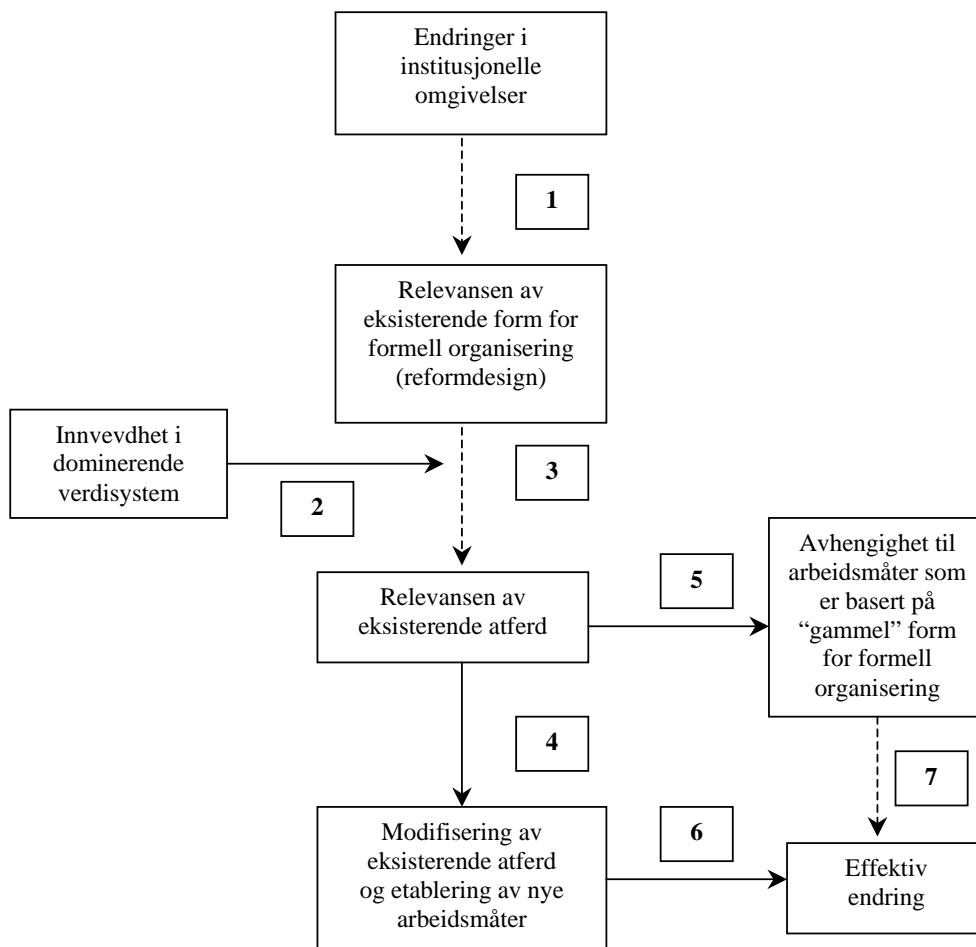 Endringer i
institusjonelle
omgivelser
1
Relevansen av
eksisterende form for
formell organisering
(reformdesign)
Innvevdhet i
dominerende
verdisystem
2
3
Relevansen av
eksisterende atferd
5
Avhengighet til
arbeidsmåter som
er basert på
“gammel” form
for formell
organisering
4
7
Modifisering av
eksisterende atferd
og etablering av nye
arbeidsmåter
6
Effektiv
endring